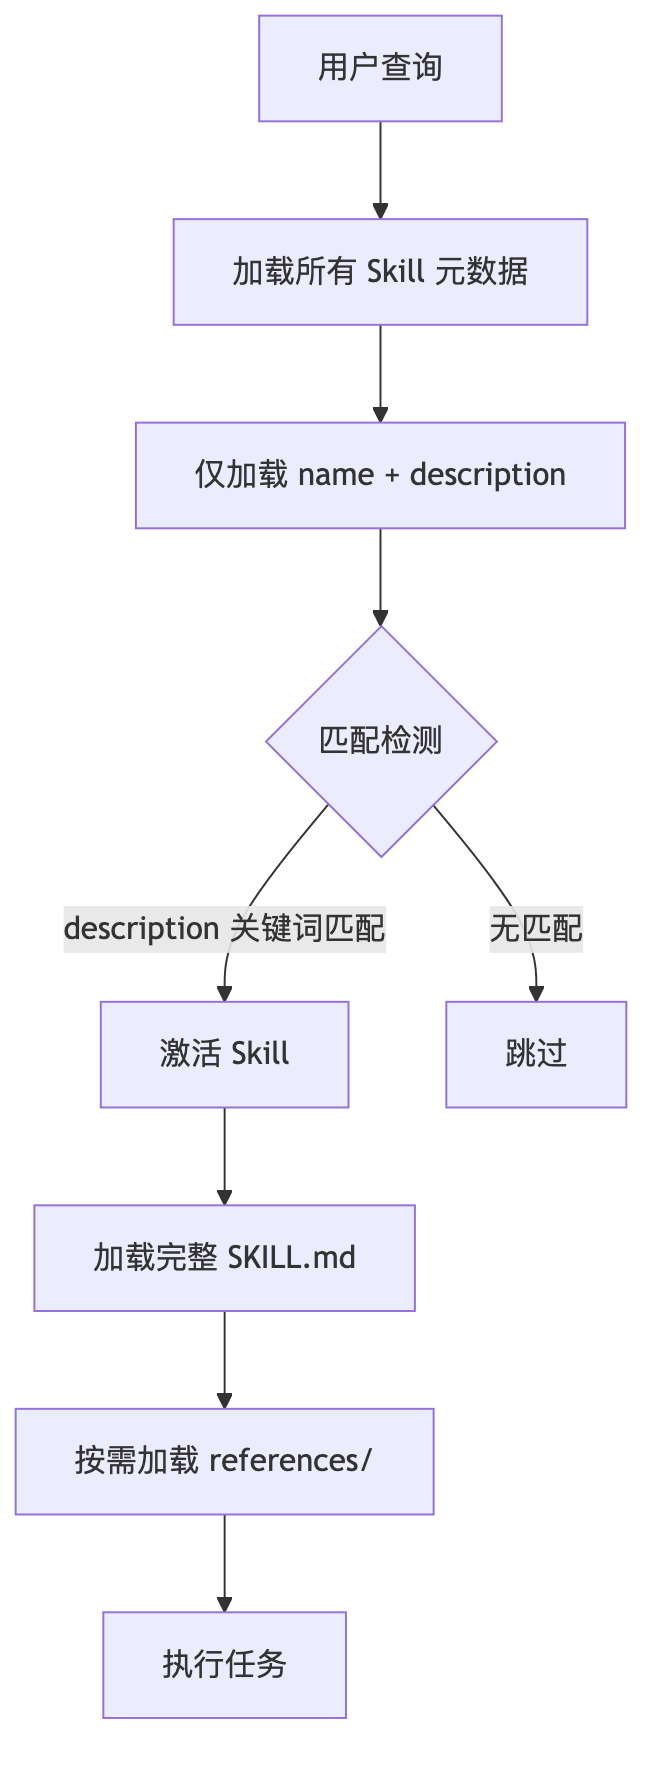 用户查询
加载所有 Skill 元数据
仅加载 name + description
匹配检测
description 关键词匹配
无匹配
激活 Skill
跳过
加载完整 SKILL.md
按需加载 references/
执行任务